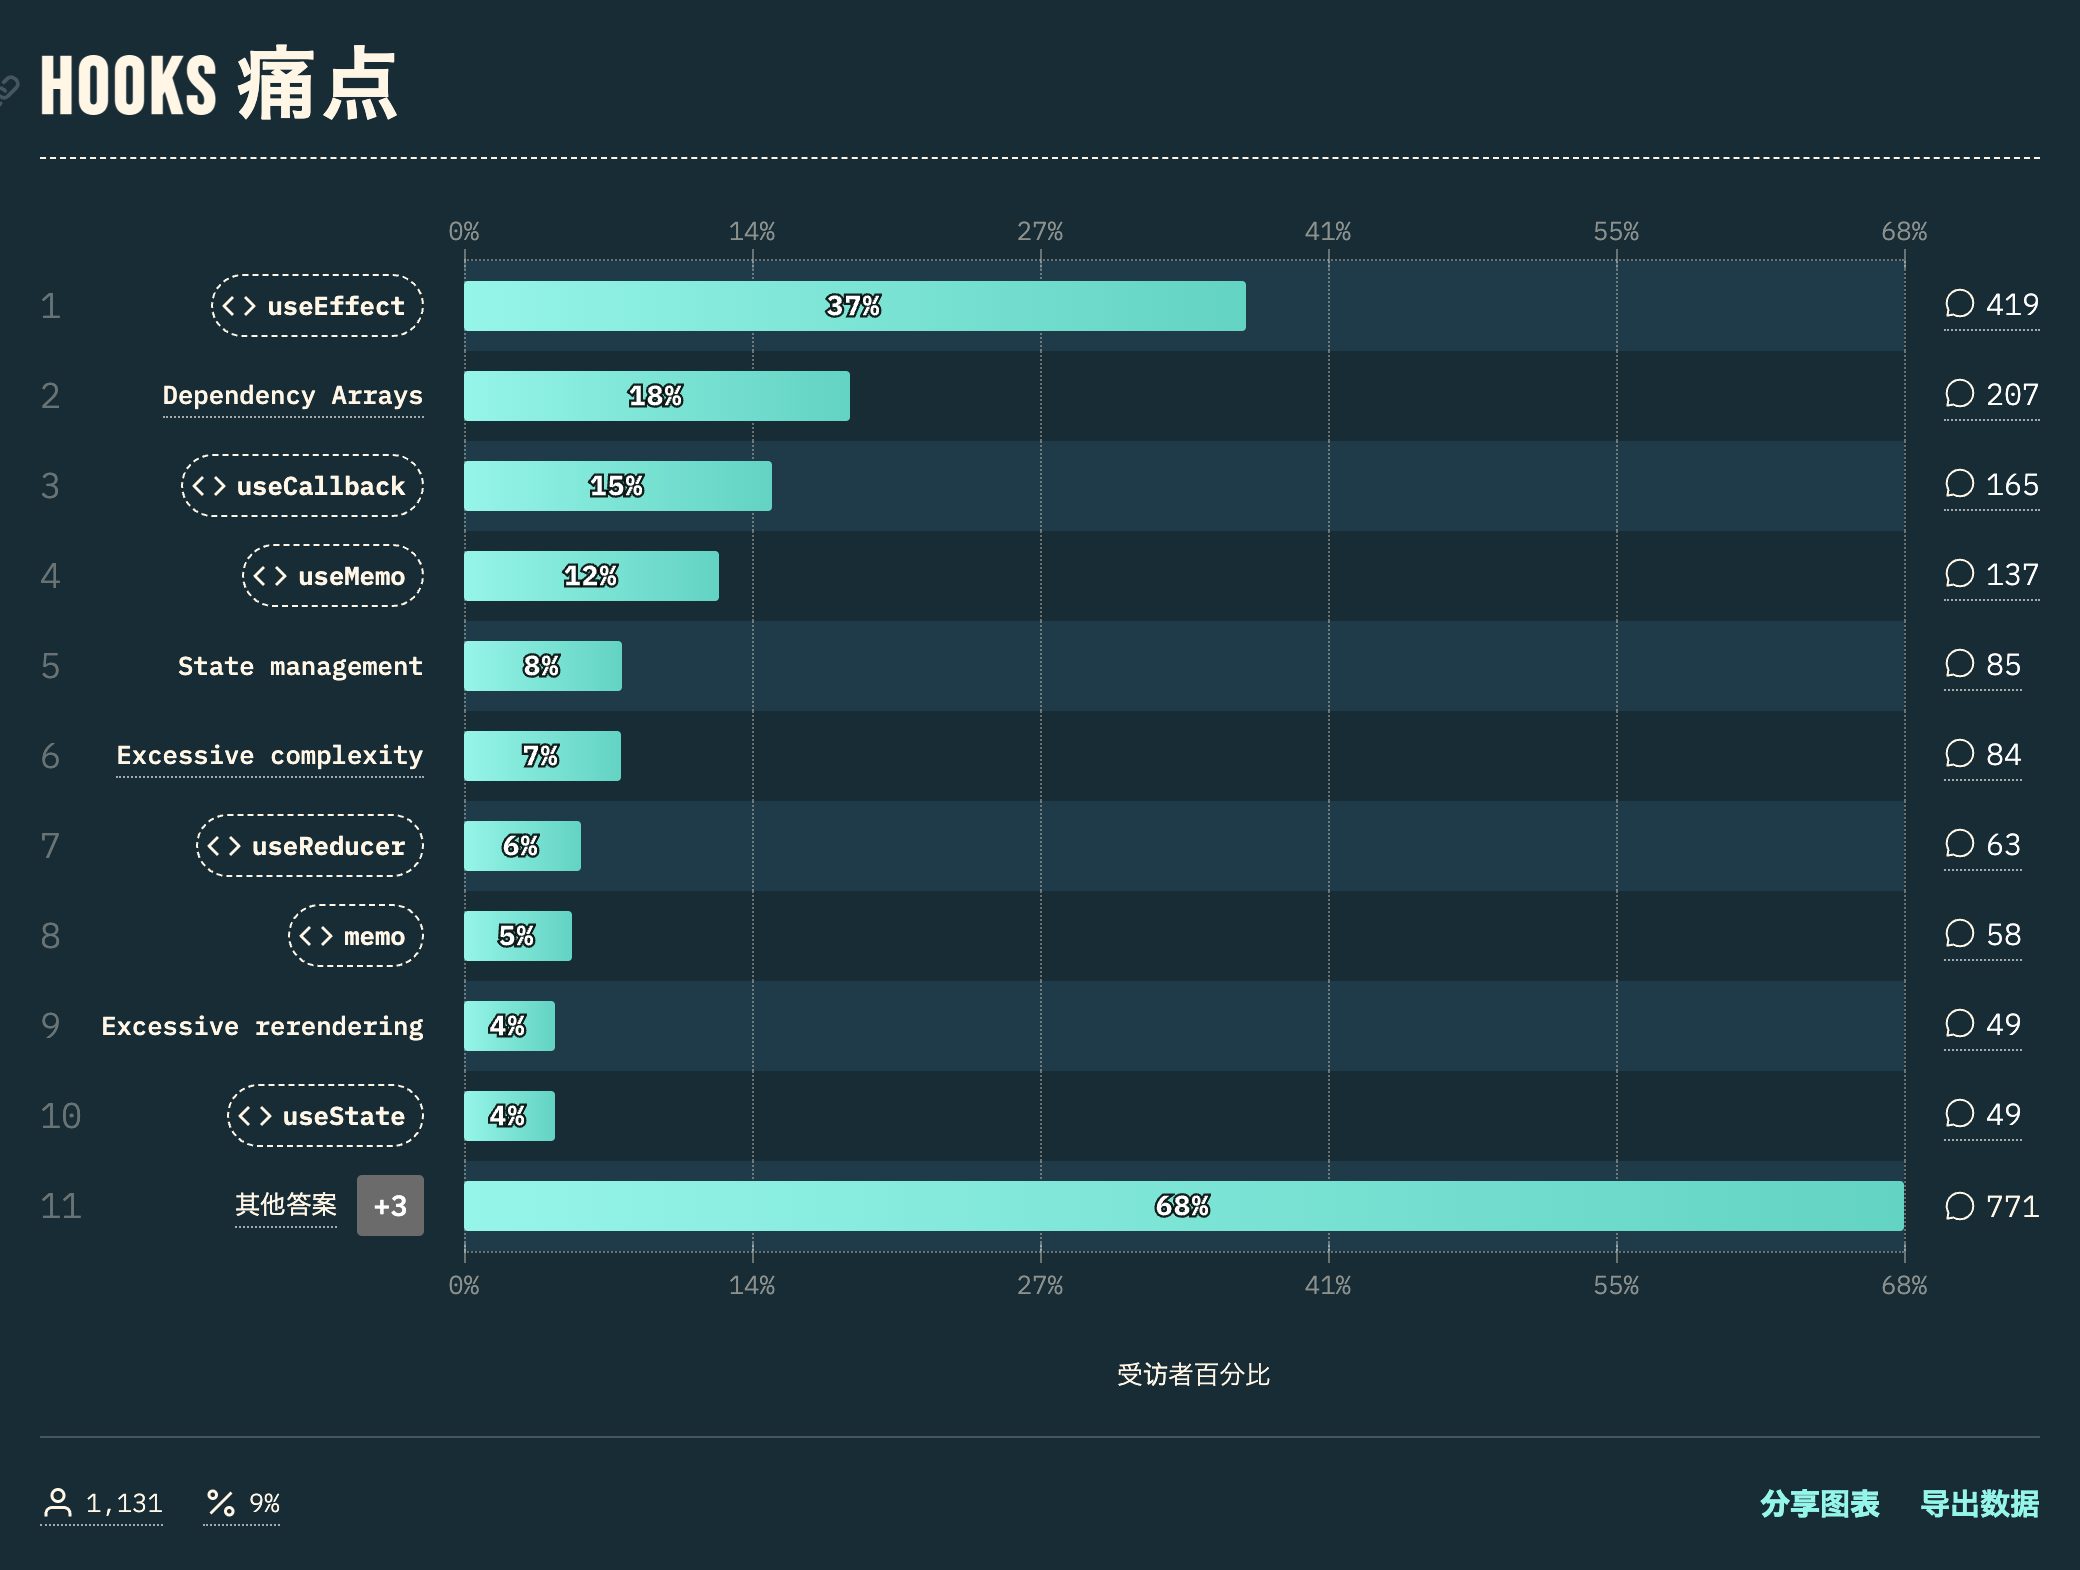 HOOKS 痛点
0% 14% 27% 41% 55% 68%
1 <> useEffect 37% 419
2 Dependency Arrays 18% 207
3 <> useCallback 15% 165
4 <> useMemo 12% 137
5 State management 8% 85
6 Excessive complexity 7% 84
7 <> useReducer 6% 63
8 <> memo 5% 58
9 Excessive rerendering 4% 49
10 <> useState 4% 49
11 其他答案 +3 68% 771
0% 14% 27% 41% 55% 68%
受访者百分比
1,131 % 9% 分享图表 导出数据